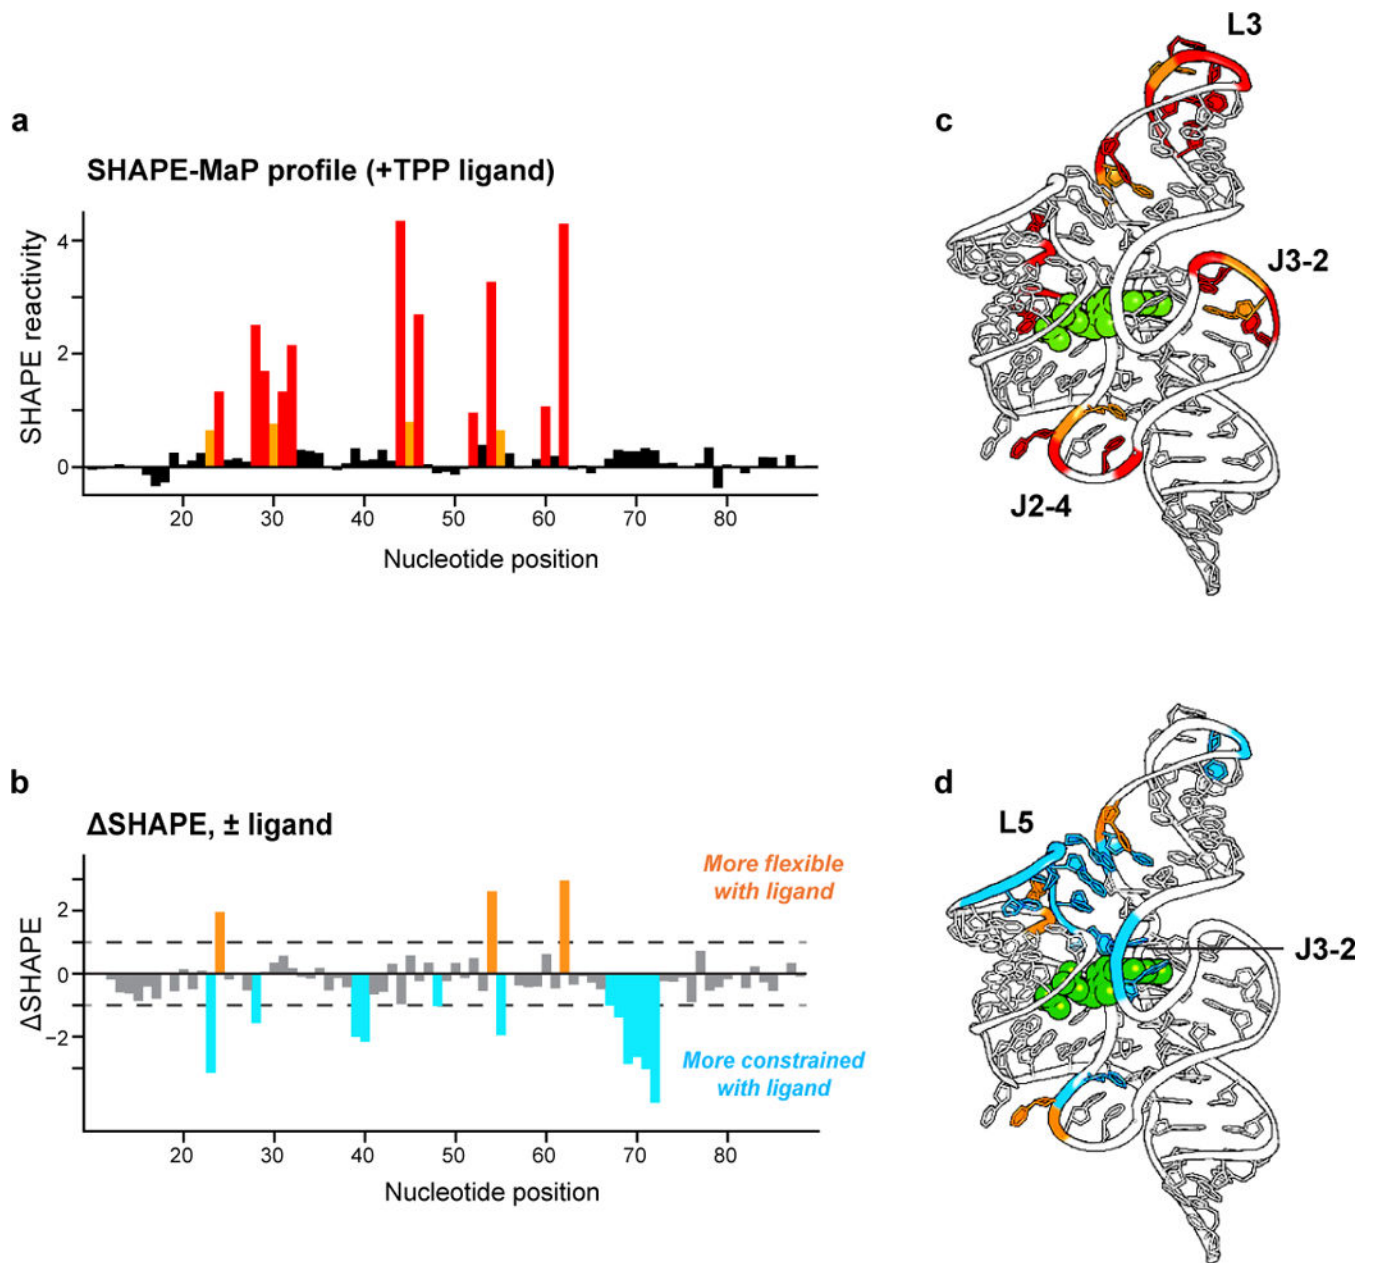 a
SHAPE-MaP profile (+TPP ligand)
SHAPE reactivity
4
2
0
20 30 40 50 60 70 80
Nucleotide position
c
L3
J3-2
J2-4
b
ΔSHAPE, ± ligand
More flexible
with ligand
ΔSHAPE
2
0
−2
More constrained
with ligand
20 30 40 50 60 70 80
Nucleotide position
d
L5
J3-2